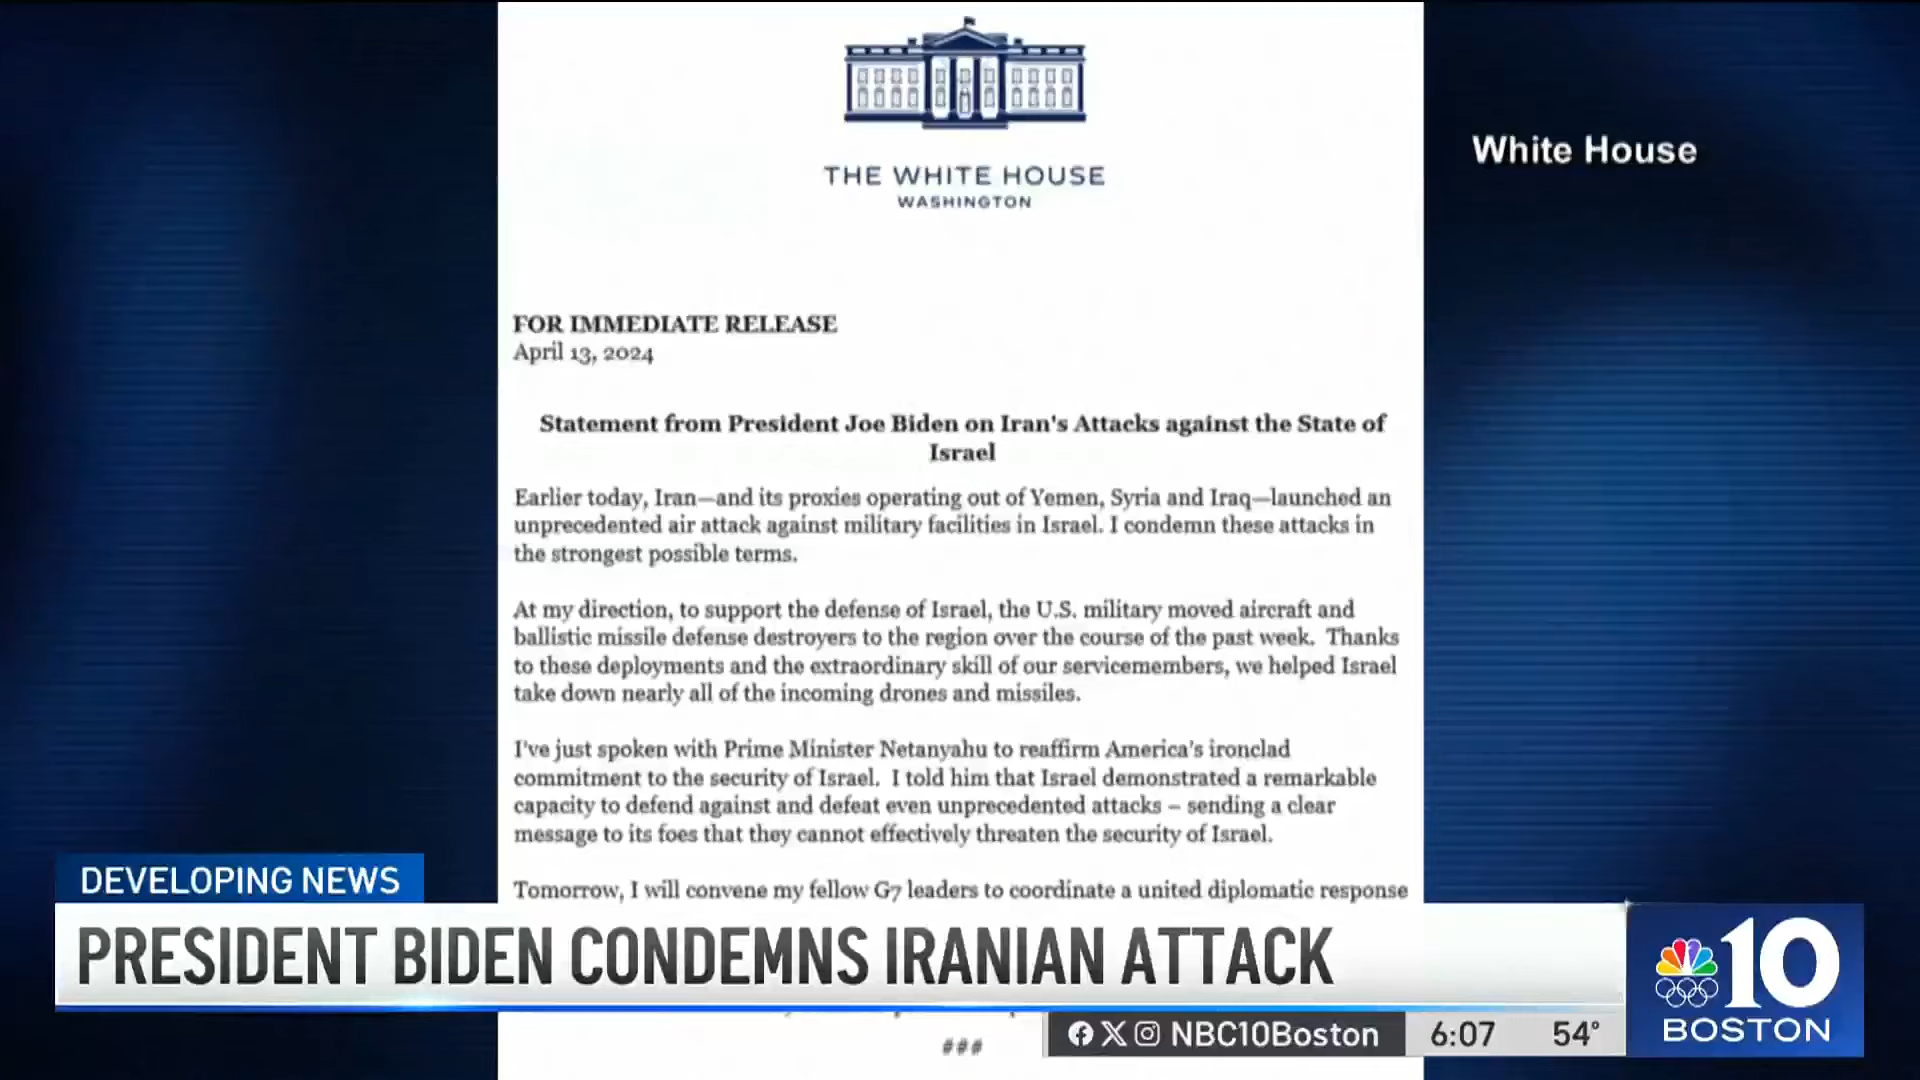 THE WHITE HOUSE
WASHINGTON
White House
FOR IMMEDIATE RELEASE
April 13, 2024
Statement from President Joe Biden on Iran's Attacks against the State of
Israel
Earlier today, Iran—and its proxies operating out of Yemen, Syria and Iraq—launched an
unprecedented air attack against military facilities in Israel. I condemn these attacks in
the strongest possible terms.
At my direction, to support the defense of Israel, the U.S. military moved aircraft and
ballistic missile defense destroyers to the region over the course of the past week.  Thanks
to these deployments and the extraordinary skill of our servicemembers, we helped Israel
take down nearly all of the incoming drones and missiles.
I've just spoken with Prime Minister Netanyahu to reaffirm America's ironclad
commitment to the security of Israel.  I told him that Israel demonstrated a remarkable
capacity to defend against and defeat even unprecedented attacks – sending a clear
message to its foes that they cannot effectively threaten the security of Israel.
Tomorrow, I will convene my fellow G7 leaders to coordinate a united diplomatic response
DEVELOPING NEWS
PRESIDENT BIDEN CONDEMNS IRANIAN ATTACK
###
NBC10Boston
6:07
54°
10
BOSTON